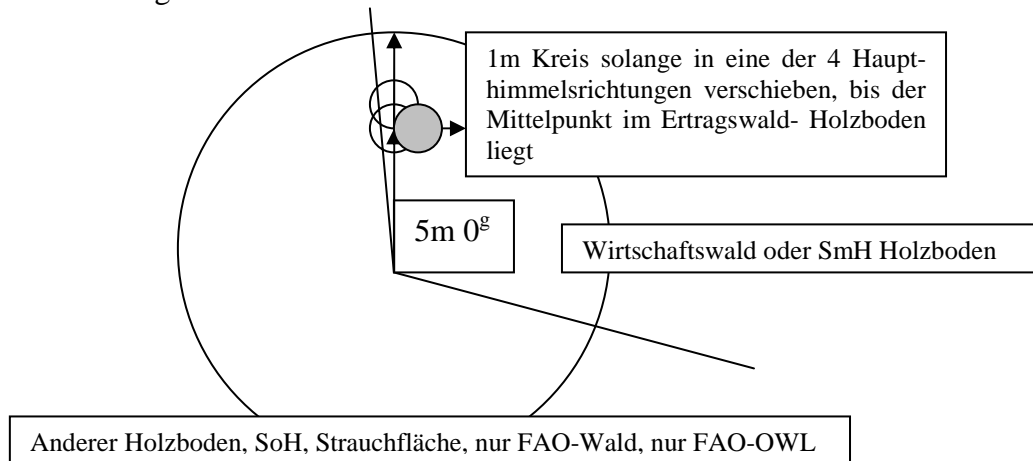 1m Kreis solange in eine der 4 Haupt-
himmelsrichtungen verschieben, bis der
Mittelpunkt im Ertragswald- Holzboden
liegt
5m 0g
Wirtschaftswald oder SmH Holzboden
Anderer Holzboden, SoH, Strauchfläche, nur FAO-Wald, nur FAO-OWL